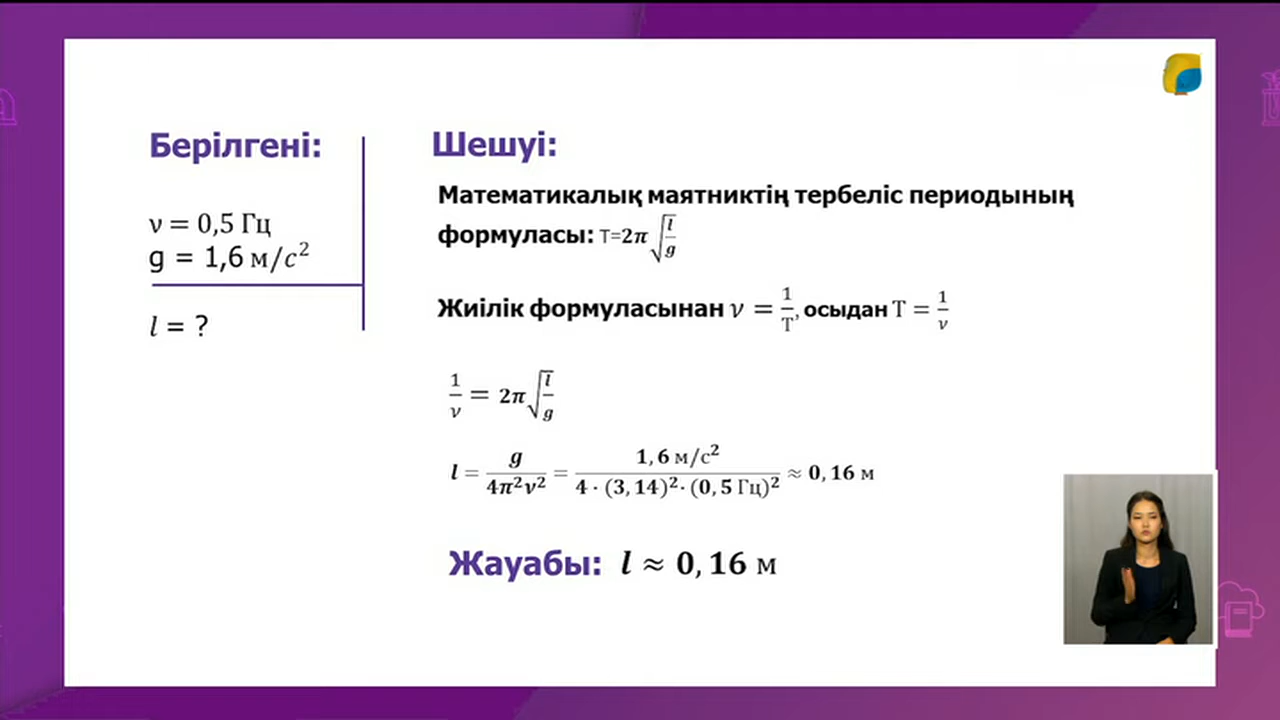 Берілгені:
ν = 0,5 Гц
g = 1,6 м/с²
l = ?
Шешуі:
Математикалық маятниктің тербеліс периодының
формуласы: T=2π√(l/g)
Жиілік формуласынан ν = 1/T, осыдан T = 1/ν
1/ν = 2π√(l/g)
l = g/(4π²ν²) = 1,6 м/с²/(4 · (3,14)² · (0,5 Гц)²) ≈ 0,16 м
Жауабы: l ≈ 0,16 м